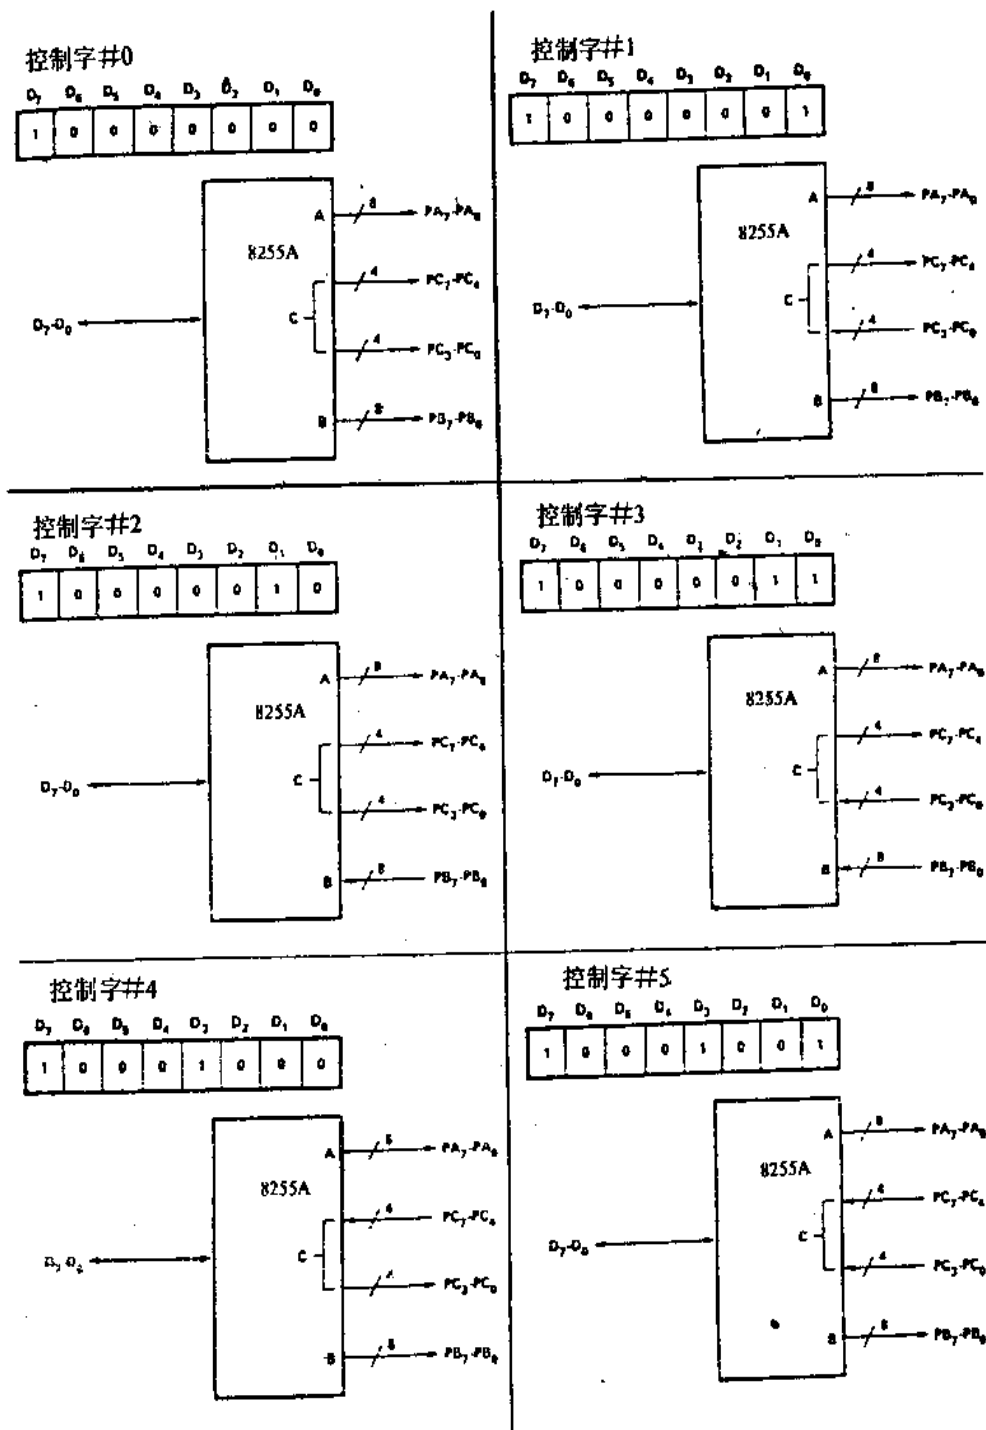 控制字#0
D₇ D₆ D₅ D₄ D₃ D₂ D₁ D₀
1 0 0 0 0 0 0 0
A 8 PA₇-PA₀
8255A
4 PC₇-PC₄
C
D₇-D₀
4 PC₃-PC₀
B 8 PB₇-PB₀
控制字#1
D₇ D₆ D₅ D₄ D₃ D₂ D₁ D₀
1 0 0 0 0 0 0 1
A 8 PA₇-PA₀
8255A
4 PC₇-PC₄
C
D₇-D₀
4 PC₃-PC₀
B 8 PB₇-PB₀
控制字#2
D₇ D₆ D₅ D₄ D₃ D₂ D₁ D₀
1 0 0 0 0 0 1 0
A 8 PA₇-PA₀
8255A
4 PC₇-PC₄
C
D₇-D₀
4 PC₃-PC₀
B 8 PB₇-PB₀
控制字#3
D₇ D₆ D₅ D₄ D₃ D₂ D₁ D₀
1 0 0 0 0 0 1 1
A 8 PA₇-PA₀
8255A
4 PC₇-PC₄
C
D₇-D₀
4 PC₃-PC₀
B 8 PB₇-PB₀
控制字#4
D₇ D₆ D₅ D₄ D₃ D₂ D₁ D₀
1 0 0 0 1 0 0 0
A 8 PA₇-PA₀
8255A
4 PC₇-PC₄
C
D₇-D₀
4 PC₃-PC₀
B 8 PB₇-PB₀
控制字#5
D₇ D₆ D₅ D₄ D₃ D₂ D₁ D₀
1 0 0 0 1 0 0 1
A 8 PA₇-PA₀
8255A
4 PC₇-PC₄
C
D₇-D₀
4 PC₃-PC₀
B 8 PB₇-PB₀